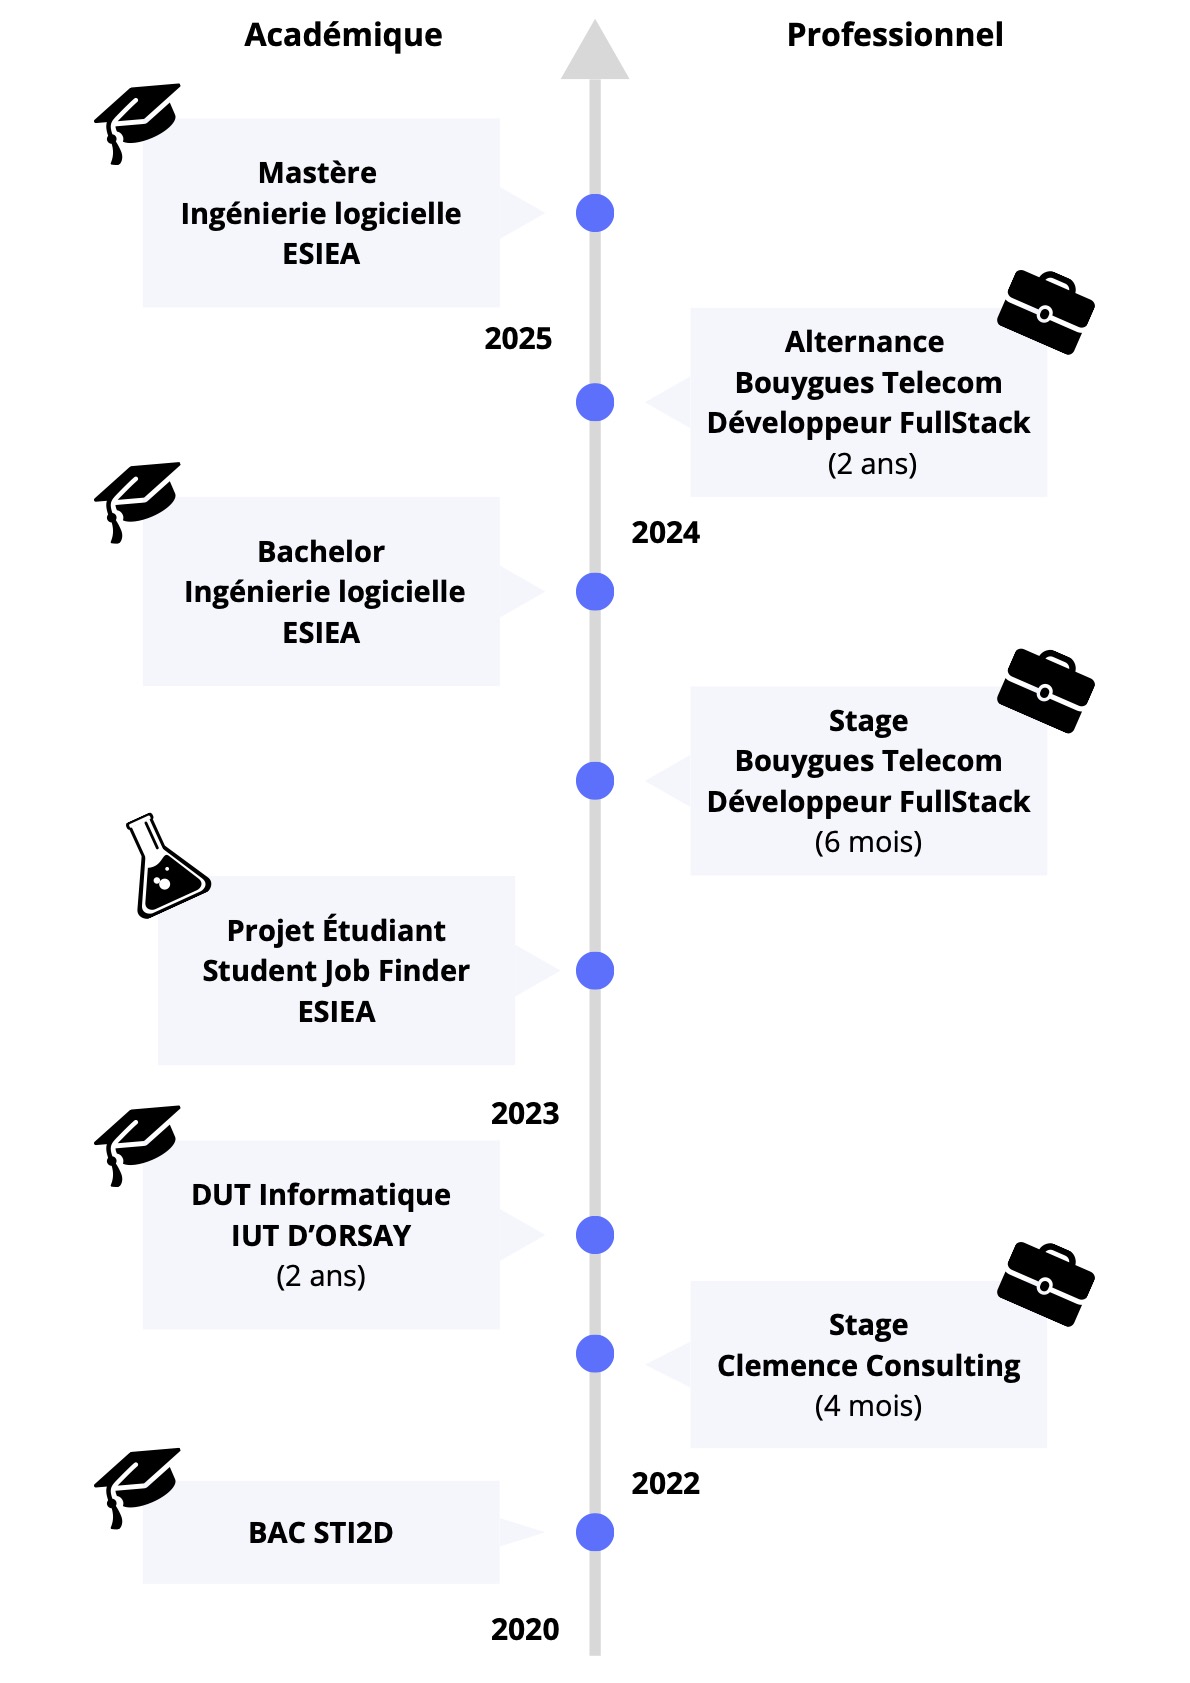 Académique
Professionnel
Mastère
Ingénierie logicielle
ESIEA
2025
Alternance
Bouygues Telecom
Développeur FullStack
(2 ans)
2024
Bachelor
Ingénierie logicielle
ESIEA
Stage
Bouygues Telecom
Développeur FullStack
(6 mois)
Projet Étudiant
Student Job Finder
ESIEA
2023
DUT Informatique
IUT D’ORSAY
(2 ans)
Stage
Clemence Consulting
(4 mois)
2022
BAC STI2D
2020